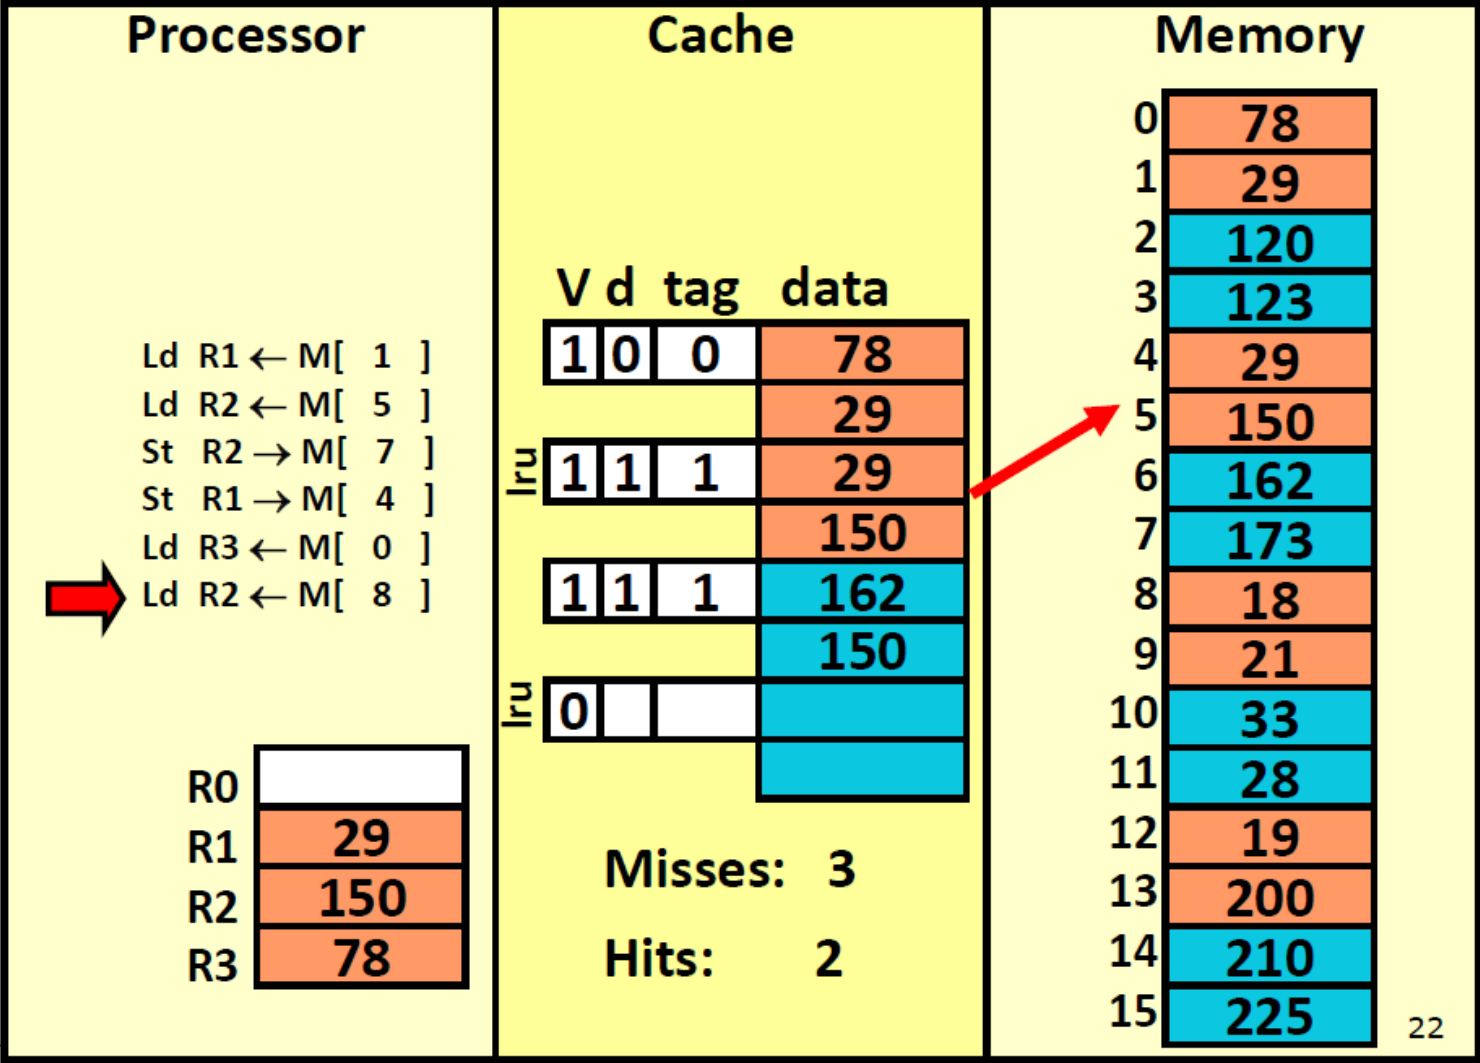 Processor
Ld R1 ← M[ 1 ]
Ld R2 ← M[ 5 ]
St R2 → M[ 7 ]
St R1 → M[ 4 ]
Ld R3 ← M[ 0 ]
Ld R2 ← M[ 8 ]
R0
R1 29
R2 150
R3 78
Cache
V d tag data
1 0 0 78
29
lru 1 1 1 29
150
1 1 1 162
150
lru 0
Misses: 3
Hits: 2
Memory
0 78
1 29
2 120
3 123
4 29
5 150
6 162
7 173
8 18
9 21
10 33
11 28
12 19
13 200
14 210
15 225
22